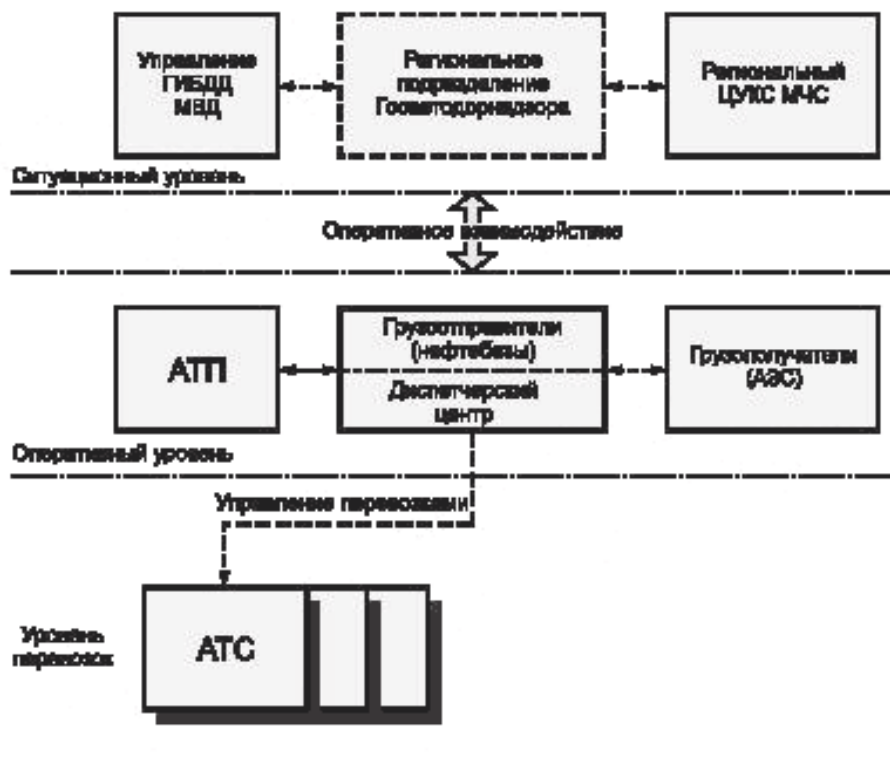 Управление
ГИБДД
МВД
Региональное
подразделение
Госавтодорнадзора
Региональный
ЦУКС МЧС
Ситуационный уровень
Оперативное взаимодействие
АТП
Грузоотправители
(нефтебазы)
Диспетчерский
центр
Грузополучатели
(АЗС)
Оперативный уровень
Управление перевозками
Уровень
перевозок
АТС